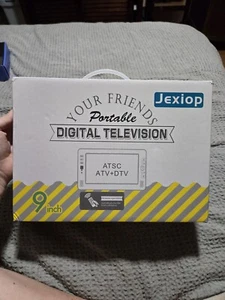 Jexiop
YOUR FRIENDS
Portable
DIGITAL TELEVISION
ATSC
ATV+DTV
9 inch